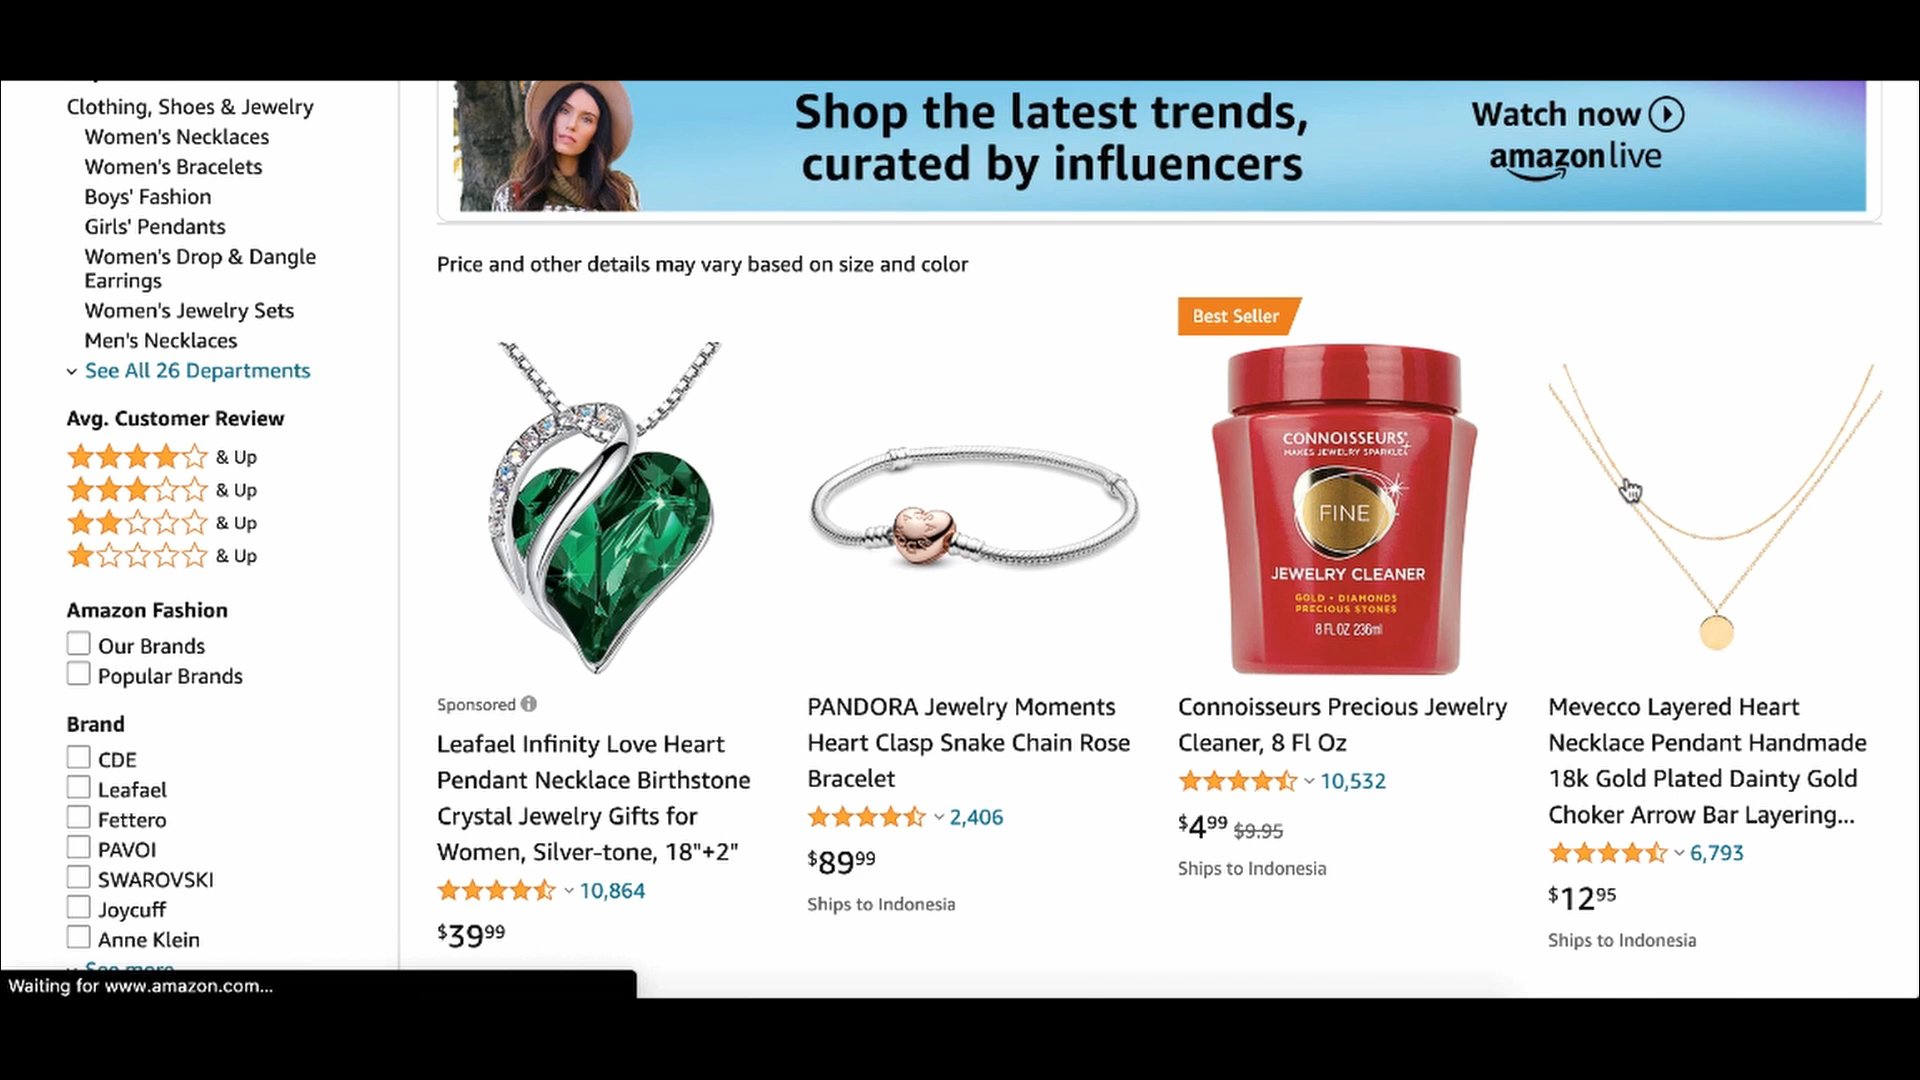 Clothing, Shoes & Jewelry
Women's Necklaces
Women's Bracelets
Boys' Fashion
Girls' Pendants
Women's Drop & Dangle
Earrings
Women's Jewelry Sets
Men's Necklaces
See All 26 Departments
Avg. Customer Review
& Up
& Up
& Up
& Up
Amazon Fashion
Our Brands
Popular Brands
Brand
CDE
Leafael
Fettero
PAVOI
SWAROVSKI
Joycuff
Anne Klein
See more
Waiting for www.amazon.com...
Shop the latest trends,
curated by influencers
Watch now
amazon live
Price and other details may vary based on size and color
Sponsored
Leafael Infinity Love Heart
Pendant Necklace Birthstone
Crystal Jewelry Gifts for
Women, Silver-tone, 18"+2"
10,864
$39.99
PANDORA Jewelry Moments
Heart Clasp Snake Chain Rose
Bracelet
2,406
$89.99
Ships to Indonesia
Best Seller
CONNOISSEURS
MAKES JEWELRY SPARKLE
FINE
JEWELRY CLEANER
GOLD • DIAMONDS
PRECIOUS STONES
8 FL OZ 236ml
Connoisseurs Precious Jewelry
Cleaner, 8 Fl Oz
10,532
$4.99 $9.95
Ships to Indonesia
Mevecco Layered Heart
Necklace Pendant Handmade
18k Gold Plated Dainty Gold
Choker Arrow Bar Layering...
6,793
$12.95
Ships to Indonesia